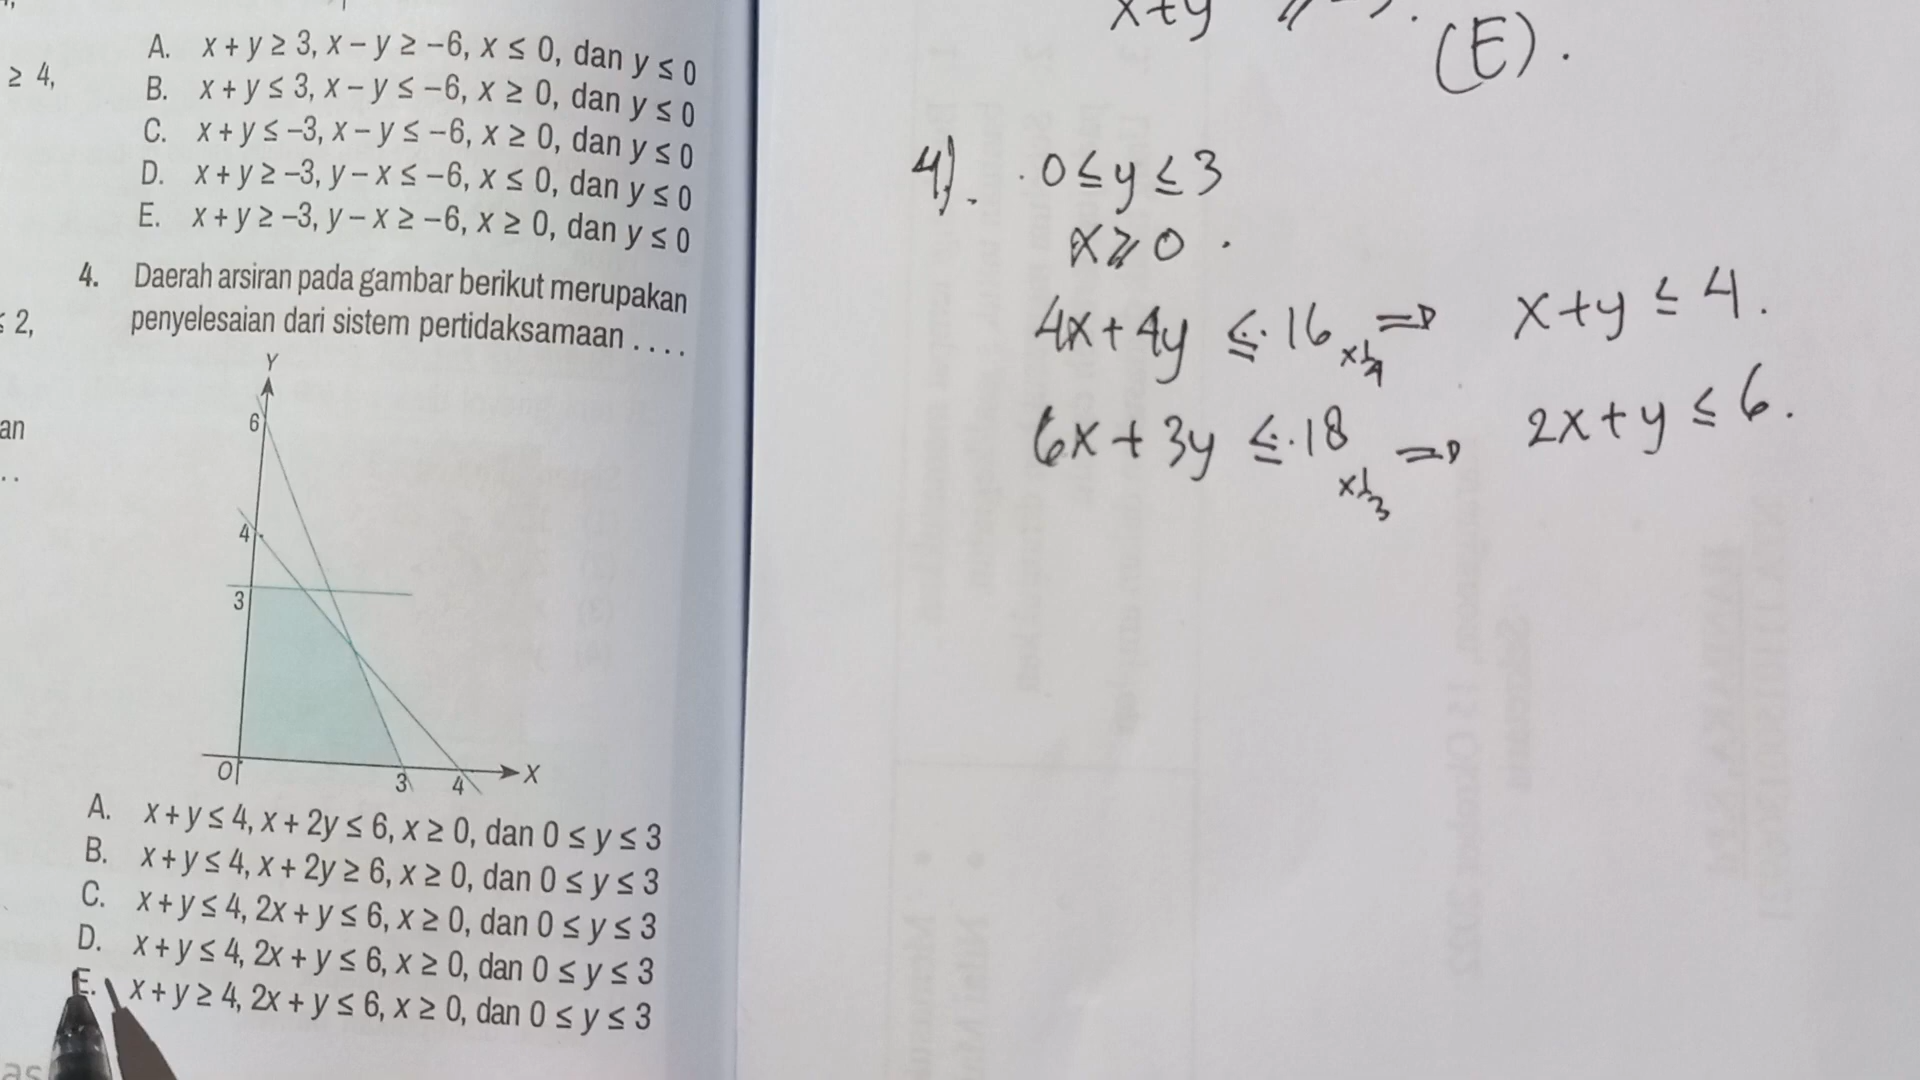 ≥ 4,
≤ 2,
an
. .
A. x + y ≥ 3, x – y ≥ –6, x ≤ 0, dan y ≤ 0
B. x + y ≤ 3, x – y ≤ –6, x ≥ 0, dan y ≤ 0
C. x + y ≤ –3, x – y ≤ –6, x ≥ 0, dan y ≤ 0
D. x + y ≥ –3, y – x ≤ –6, x ≤ 0, dan y ≤ 0
E. x + y ≥ –3, y – x ≥ –6, x ≥ 0, dan y ≤ 0
4. Daerah arsiran pada gambar berikut merupakan
penyelesaian dari sistem pertidaksamaan . . . .
Y
6
4
3
O
3
4
X
A. x + y ≤ 4, x + 2y ≤ 6, x ≥ 0, dan 0 ≤ y ≤ 3
B. x + y ≤ 4, x + 2y ≥ 6, x ≥ 0, dan 0 ≤ y ≤ 3
C. x + y ≤ 4, 2x + y ≤ 6, x ≥ 0, dan 0 ≤ y ≤ 3
D. x + y ≤ 4, 2x + y ≤ 6, x ≥ 0, dan 0 ≤ y ≤ 3
E. x + y ≥ 4, 2x + y ≤ 6, x ≥ 0, dan 0 ≤ y ≤ 3
as
x+y
(E).
4). . 0 ≤ y ≤ 3
x ≥ 0 .
4x + 4y ≤ 16 x 1/4 ⇒ x + y ≤ 4.
6x + 3y ≤ 18 x 1/3 ⇒ 2x + y ≤ 6.